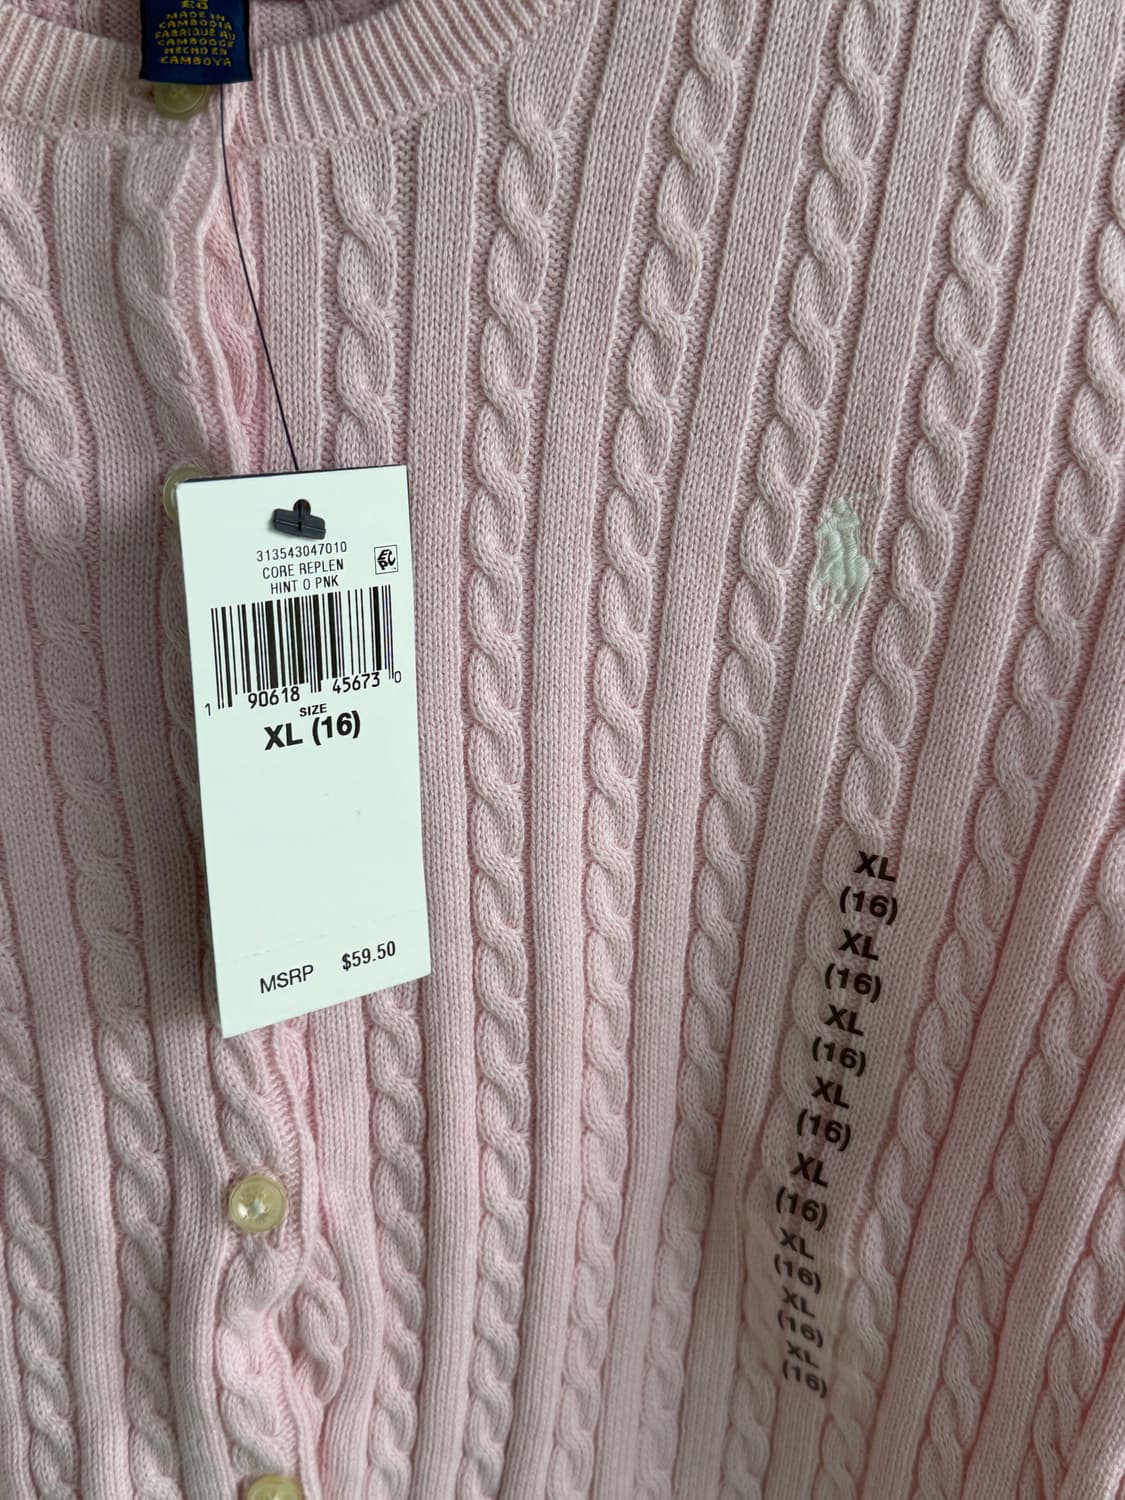 EG
MADE IN
CAMBODIA
FABRIQUE AU
CAMBODGE
HECHO EN
CAMBOYA
313543047010
CORE REPLEN
HINT O PNK
1 90618 45673 0
SIZE
XL (16)
MSRP $59.50
XL
(16)
XL
(16)
XL
(16)
XL
(16)
XL
(16)
XL
(16)
XL
(16)
XL
(16)